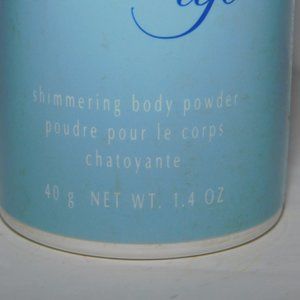 shimmering body powder
poudre pour le corps
chatoyante
40 g NET WT. 1.4 OZ